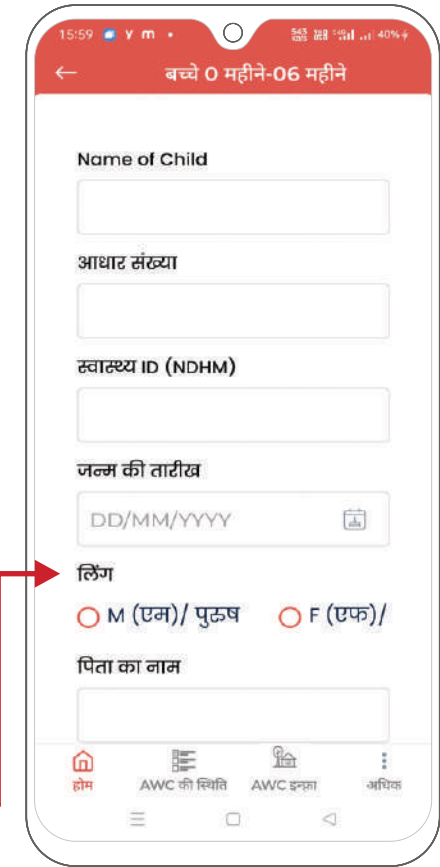 15:59 y m •
40%
बच्चे 0 महीने-06 महीने
Name of Child
आधार संख्या
स्वास्थ्य ID (NDHM)
जन्म की तारीख
DD/MM/YYYY
लिंग
M (एम)/ पुरुष F (एफ)/
पिता का नाम
होम AWC की स्थिति AWC इन्फ़्रा अधिक